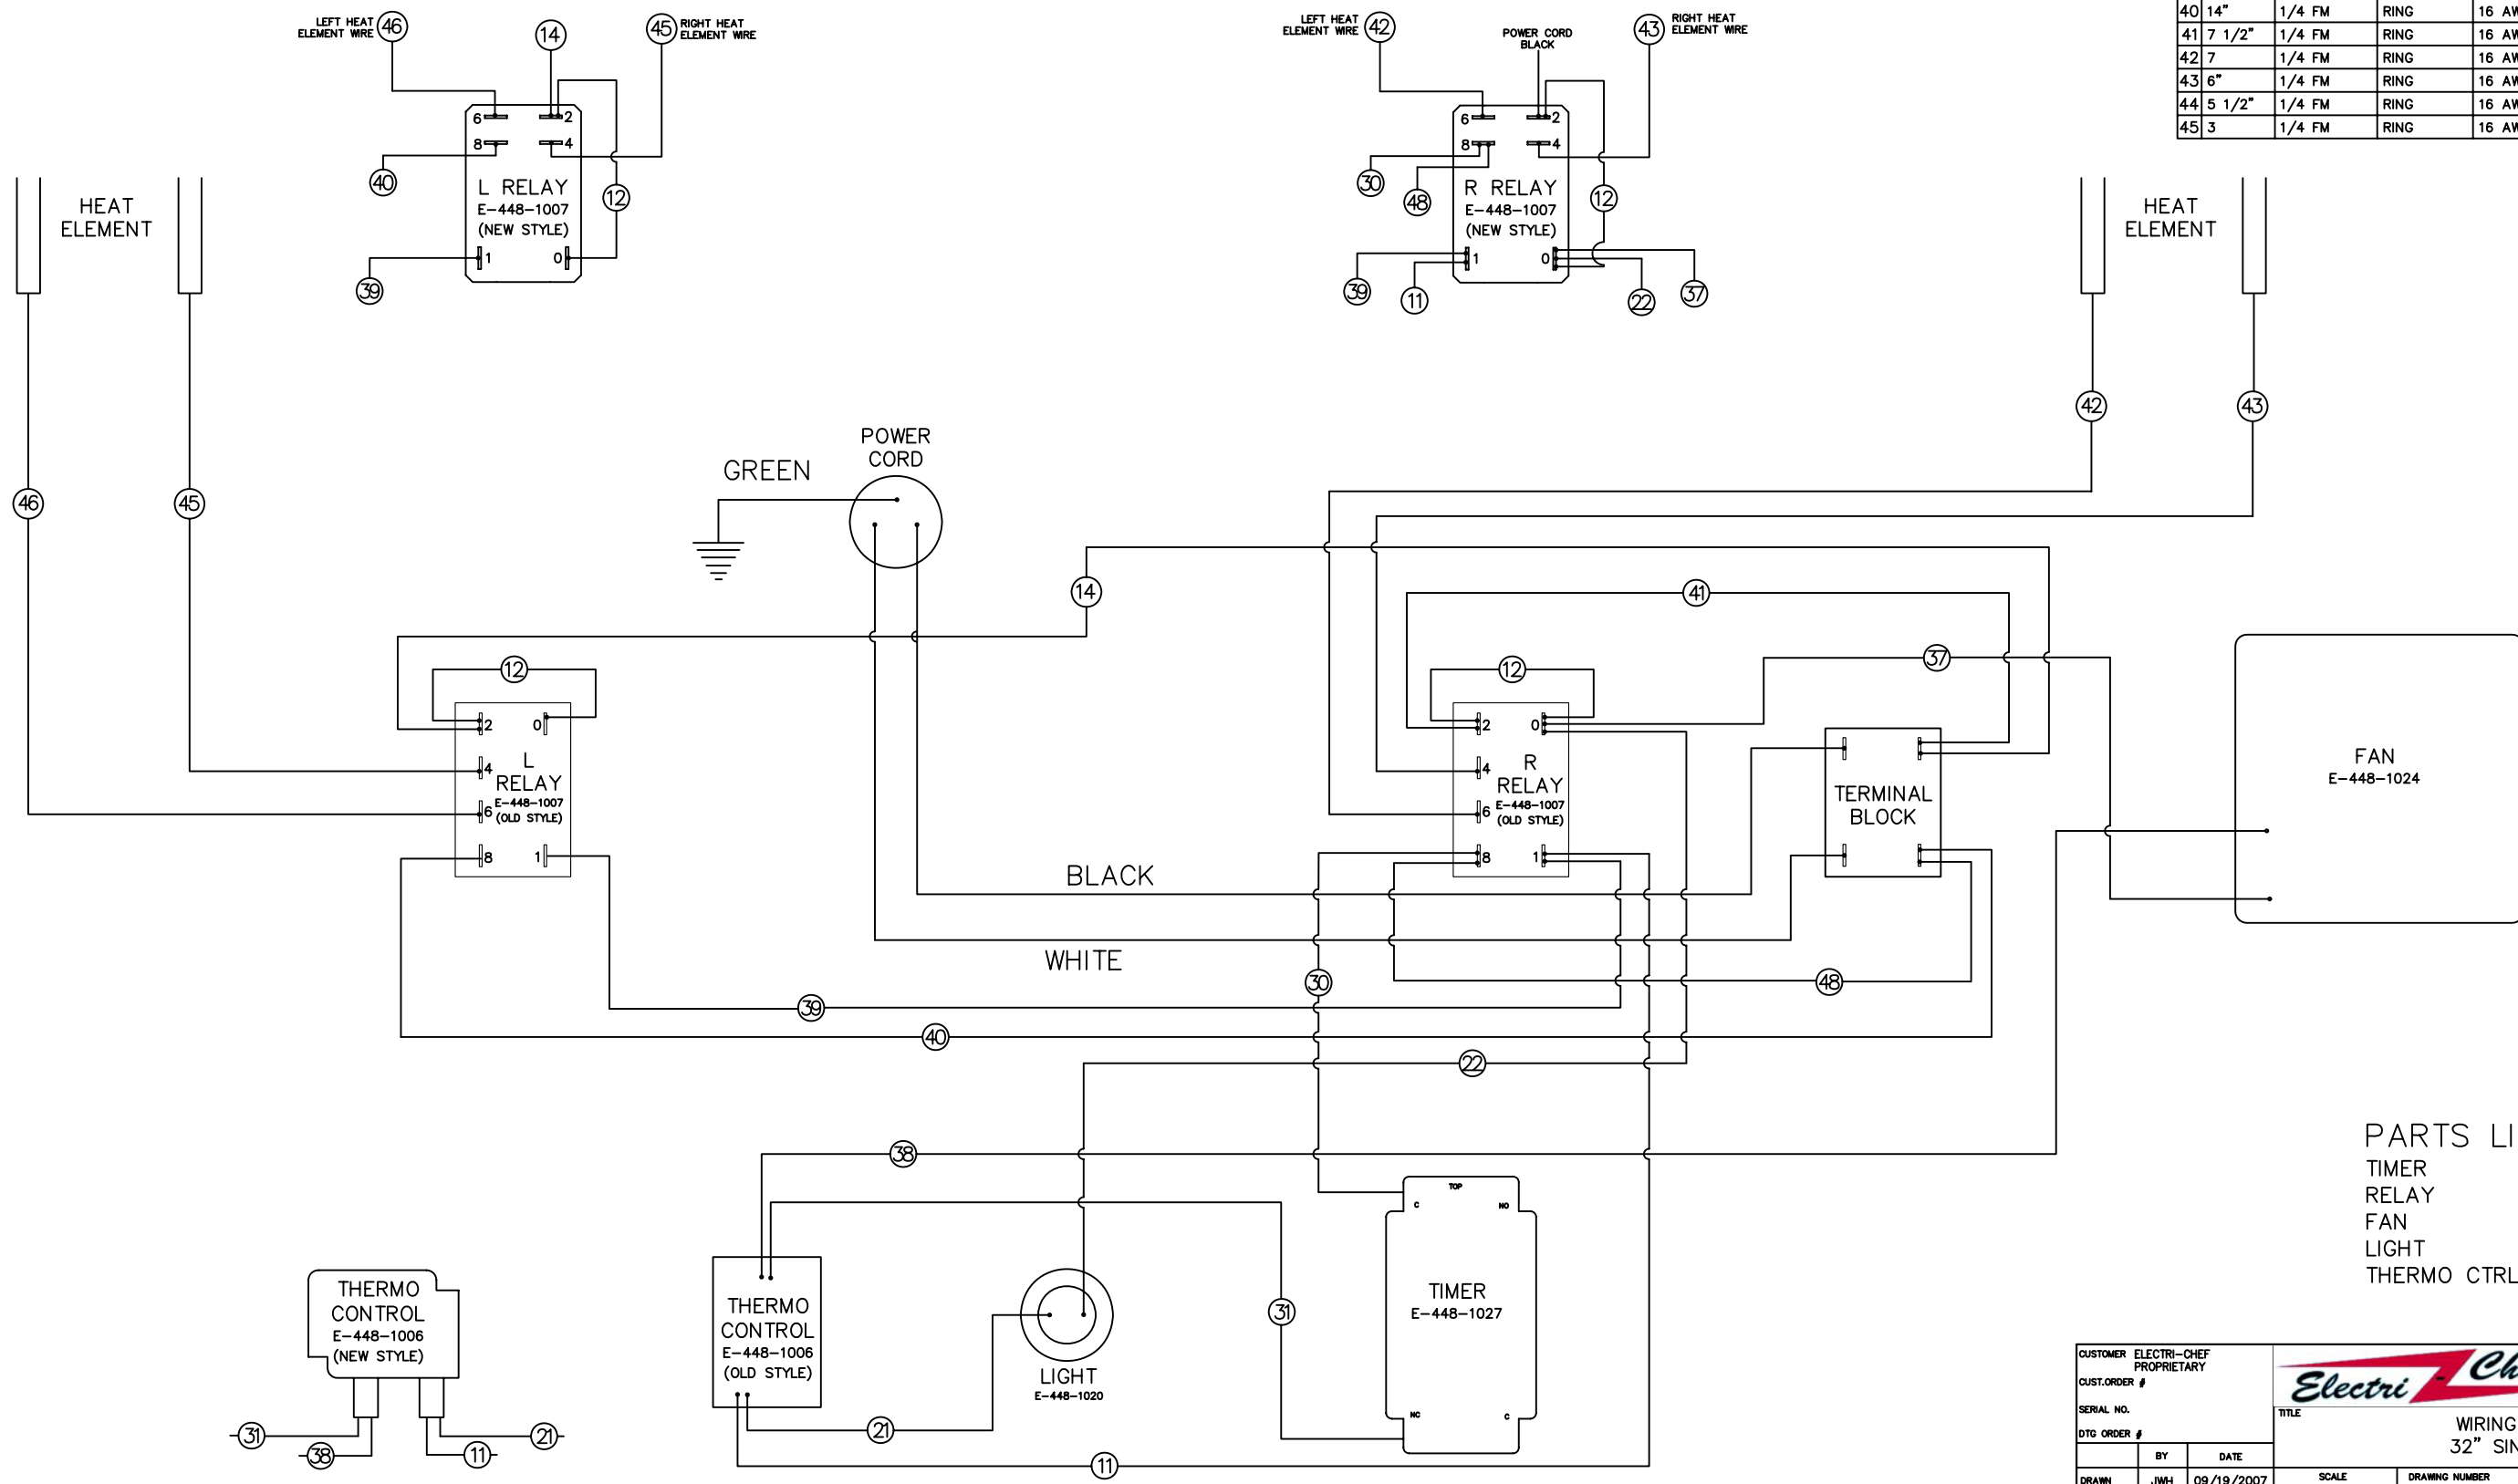 LEFT HEAT
ELEMENT WIRE 46
14
45 RIGHT HEAT
ELEMENT WIRE
6 2
8 4
40
L RELAY
E-448-1007
(NEW STYLE)
12
1 0
39
LEFT HEAT
ELEMENT WIRE 42
POWER CORD
BLACK
43 RIGHT HEAT
ELEMENT WIRE
6 2
8 4
30
48
R RELAY
E-448-1007
(NEW STYLE)
12
1 0
39
11
22
37
40 14" 1/4 FM RING 16 AW
41 7 1/2" 1/4 FM RING 16 AW
42 7 1/4 FM RING 16 AW
43 6" 1/4 FM RING 16 AW
44 5 1/2" 1/4 FM RING 16 AW
45 3 1/4 FM RING 16 AW
HEAT
ELEMENT
HEAT
ELEMENT
46
45
42
43
POWER
CORD
GREEN
14
41
12
12
37
2 0
4
L
RELAY
E-448-1007
6 (OLD STYLE)
8 1
2 0
4
R
RELAY
E-448-1007
6 (OLD STYLE)
8 1
TERMINAL
BLOCK
FAN
E-448-1024
BLACK
WHITE
30
48
39
40
22
38
31
THERMO
CONTROL
E-448-1006
(NEW STYLE)
31
38
11
21
THERMO
CONTROL
E-448-1006
(OLD STYLE)
21
11
LIGHT
E-448-1020
TOP
C NO
TIMER
E-448-1027
NC C
PARTS LI
TIMER
RELAY
FAN
LIGHT
THERMO CTRL
CUSTOMER ELECTRI-CHEF
PROPRIETARY
CUST.ORDER #
SERIAL NO.
DTG ORDER #
BY DATE
DRAWN JWH 09/19/2007
Electri-Ch
TITLE
WIRING
32" SIN
SCALE DRAWING NUMBER